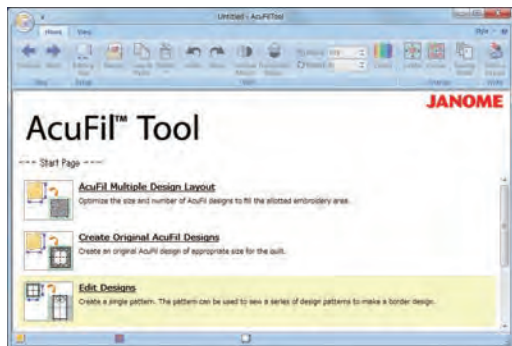 Untitled - AcuFilTool
Home View
Style
JANOME
AcuFil™ Tool
--- Start Page ---
AcuFil Multiple Design Layout
Optimize the size and number of AcuFil designs to fill the allotted embroidery area.
Create Original AcuFil Designs
Create an original AcuFil design of appropriate size for the quilt.
Edit Designs
Create a single pattern. The pattern can be used to sew a series of design patterns to make a border design.